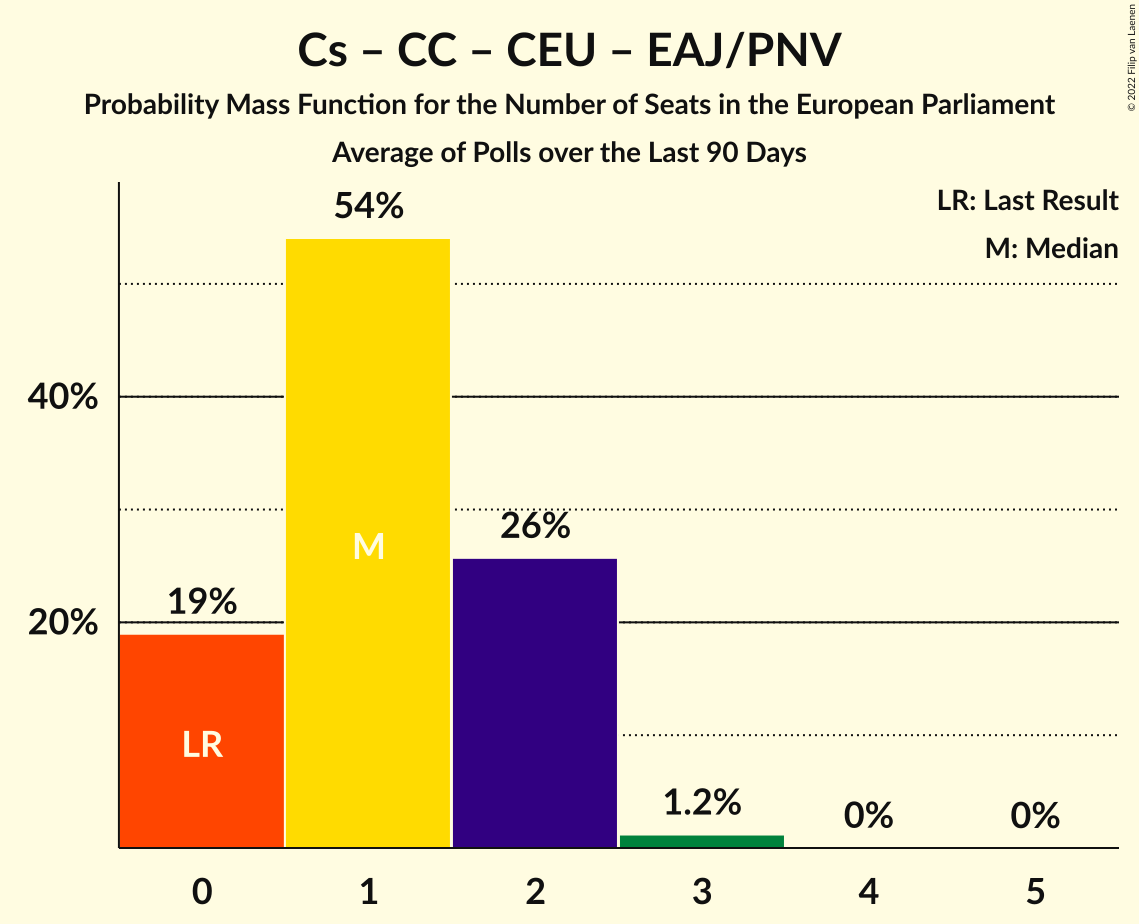 Cs – CC – CEU – EAJ/PNV
Probability Mass Function for the Number of Seats in the European Parliament
Average of Polls over the Last 90 Days
© 2022 Filip van Laenen
LR: Last Result
M: Median
54%
40%
26%
M
19%
20%
LR
1.2%
0%
0%
0 1 2 3 4 5